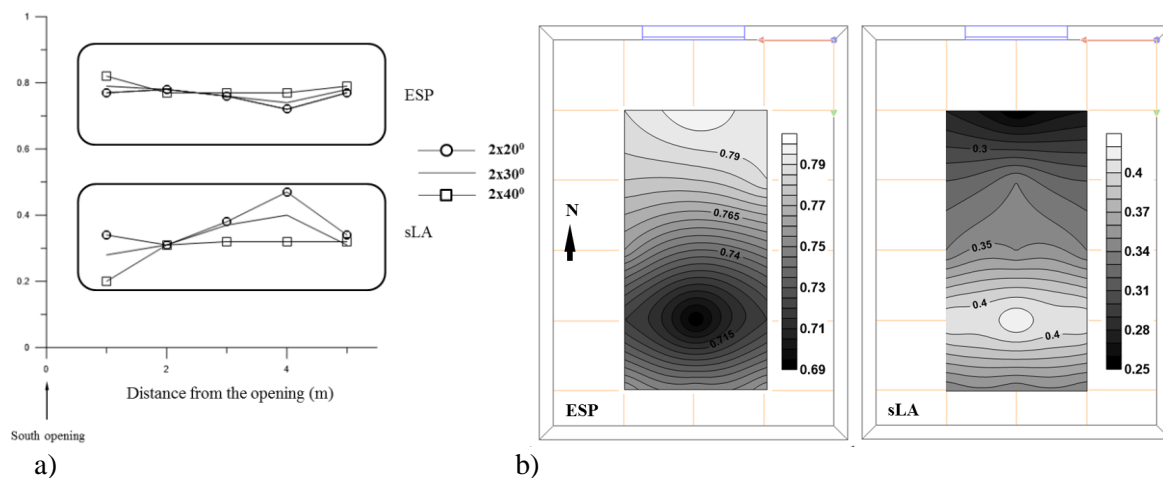 1
0.8
0.6
0.4
0.2
0
0
2
4
ESP
2x20⁰
2x30⁰
2x40⁰
sLA
Distance from the opening (m)
South opening
a)
N
0.79
0.765
0.74
0.715
0.79
0.77
0.75
0.73
0.71
0.69
ESP
0.3
0.35
0.4
0.4
0.4
0.37
0.34
0.31
0.28
0.25
sLA
b)